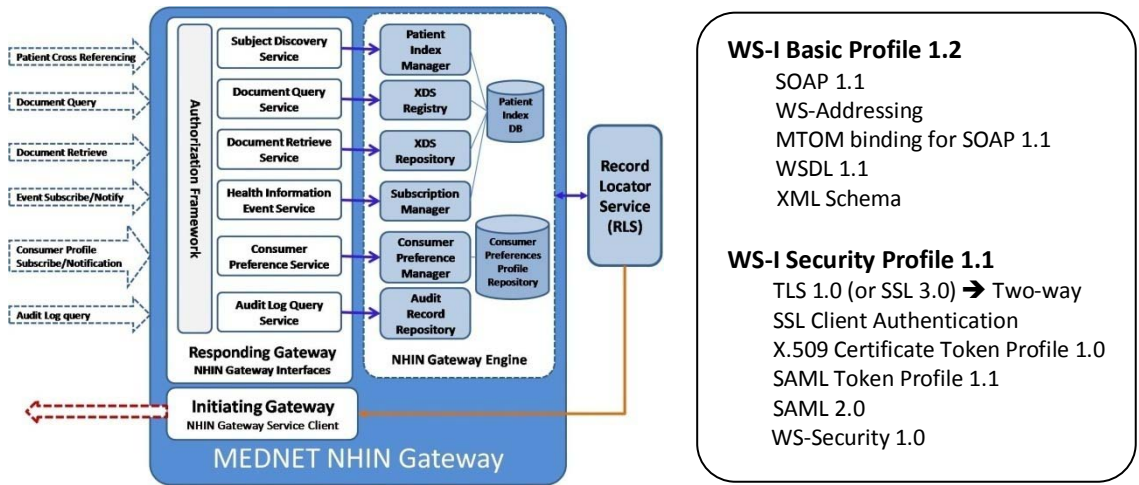 Patient Cross Referencing
Document Query
Document Retrieve
Event Subscribe/Notify
Consumer Profile
Subscribe/Notification
Audit Log query
Authorization Framework
Subject Discovery
Service
Document Query
Service
Document Retrieve
Service
Health Information
Event Service
Consumer
Preference Service
Audit Log Query
Service
Responding Gateway
NHIN Gateway Interfaces
Patient
Index
Manager
XDS
Registry
XDS
Repository
Subscription
Manager
Consumer
Preference
Manager
Audit
Record
Repository
Patient
Index
DB
Consumer
Preferences
Profile
Repository
NHIN Gateway Engine
Record
Locator
Service
(RLS)
Initiating Gateway
NHIN Gateway Service Client
MEDNET NHIN Gateway
WS-I Basic Profile 1.2
SOAP 1.1
WS-Addressing
MTOM binding for SOAP 1.1
WSDL 1.1
XML Schema
WS-I Security Profile 1.1
TLS 1.0 (or SSL 3.0) ➔ Two-way
SSL Client Authentication
X.509 Certificate Token Profile 1.0
SAML Token Profile 1.1
SAML 2.0
WS-Security 1.0